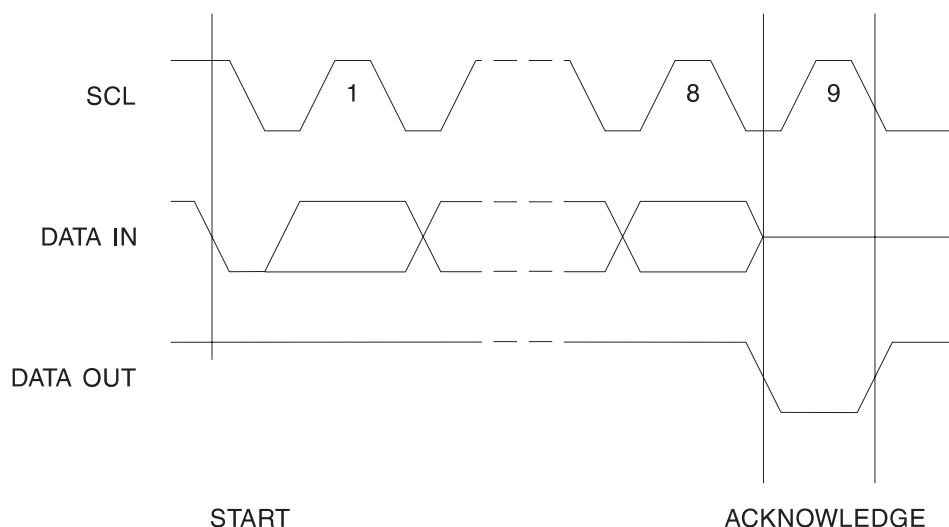 SCL
1
8
9
DATA IN
DATA OUT
START
ACKNOWLEDGE